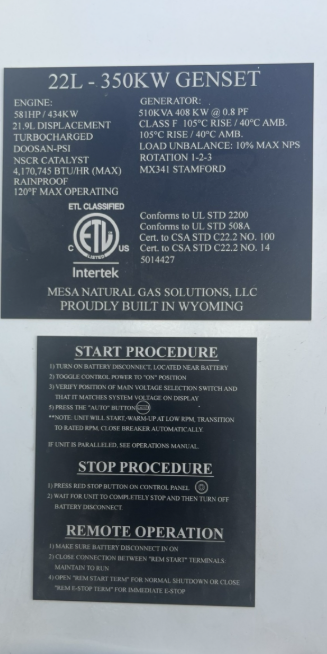 22L - 350KW GENSET
ENGINE:
581HP / 434KW
21.9L DISPLACEMENT
TURBOCHARGED
DOOSAN-PSI
NSCR CATALYST
4,170,745 BTU/HR (MAX)
RAINPROOF
120°F MAX OPERATING
GENERATOR:
510KVA 408 KW @ 0.8 PF
CLASS F 105°C RISE / 40°C AMB.
105°C RISE / 40°C AMB.
LOAD UNBALANCE: 10% MAX NPS
ROTATION 1-2-3
MX341 STAMFORD
ETL CLASSIFIED
C ETL US
LISTED
Intertek
Conforms to UL STD 2200
Conforms to UL STD 508A
Cert. to CSA STD C22.2 NO. 100
Cert. to CSA STD C22.2 NO. 14
5014427
MESA NATURAL GAS SOLUTIONS, LLC
PROUDLY BUILT IN WYOMING
START PROCEDURE
1) TURN ON BATTERY DISCONNECT, LOCATED NEAR BATTERY
2) TOGGLE CONTROL POWER TO "ON" POSITION
3) VERIFY POSITION OF MAIN VOLTAGE SELECTION SWITCH AND
THAT IT MATCHES SYSTEM VOLTAGE ON DISPLAY
5) PRESS THE "AUTO" BUTTON
**NOTE: UNIT WILL START, WARM-UP AT LOW RPM, TRANSITION
TO RATED RPM, CLOSE BREAKER AUTOMATICALLY.
IF UNIT IS PARALLELED, SEE OPERATIONS MANUAL.
STOP PROCEDURE
1) PRESS RED STOP BUTTON ON CONTROL PANEL
2) WAIT FOR UNIT TO COMPLETELY STOP AND THEN TURN OFF
BATTERY DISCONNECT.
REMOTE OPERATION
1) MAKE SURE BATTERY DISCONNECT IN ON
2) CLOSE CONNECTION BETWEEN "REM START" TERMINALS
MAINTAIN TO RUN
4) OPEN "REM START TERM" FOR NORMAL SHUTDOWN OR CLOSE
"REM E-STOP TERM" FOR IMMEDIATE E-STOP